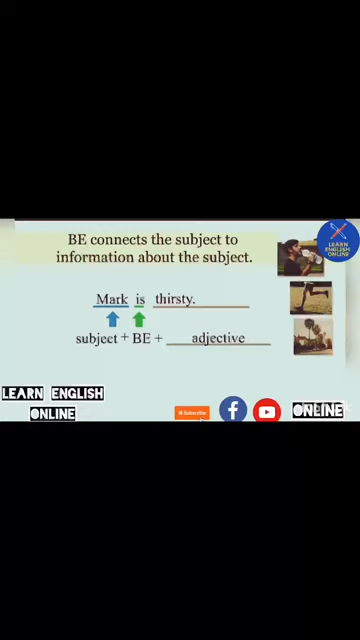 BE connects the subject to
information about the subject.
LEARN
ENGLISH
ONLINE
Mark is thirsty.
subject + BE + adjective
LEARN ENGLISH
ONLINE
Subscribe
ONLINE